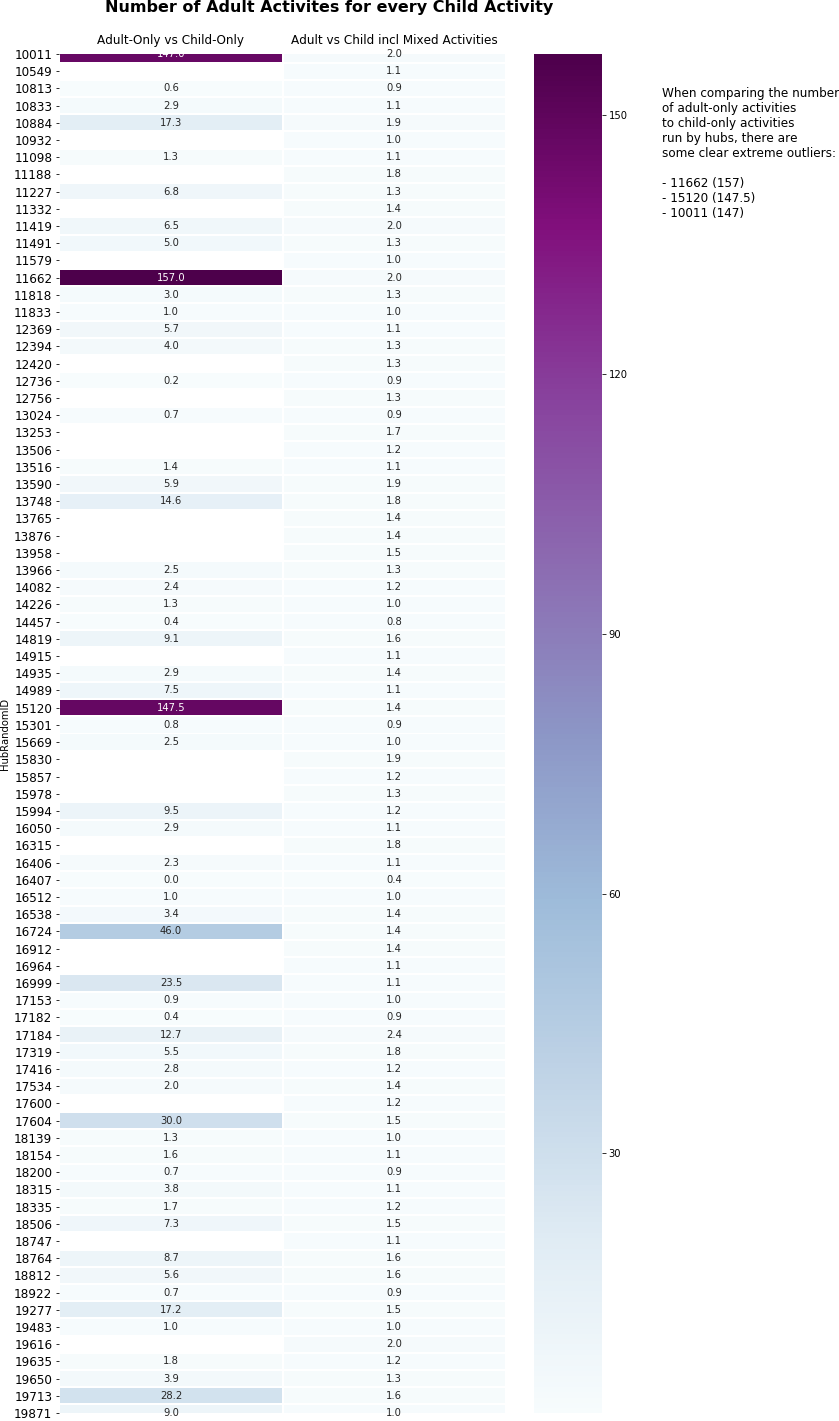 Number of Adult Activites for every Child Activity
Adult-Only vs Child-Only Adult vs Child incl Mixed Activities
10011 147.0 2.0
10549 1.1
10813 0.6 0.9
10833 2.9 1.1
10884 17.3 1.9
10932 1.0
11098 1.3 1.1
11188 1.8
11227 6.8 1.3
11332 1.4
11419 6.5 2.0
11491 5.0 1.3
11579 1.0
11662 157.0 2.0
11818 3.0 1.3
11833 1.0 1.0
12369 5.7 1.1
12394 4.0 1.3
12420 1.3
12736 0.2 0.9
12756 1.3
13024 0.7 0.9
13253 1.7
13506 1.2
13516 1.4 1.1
13590 5.9 1.9
13748 14.6 1.8
13765 1.4
13876 1.4
13958 1.5
13966 2.5 1.3
14082 2.4 1.2
14226 1.3 1.0
14457 0.4 0.8
14819 9.1 1.6
14915 1.1
14935 2.9 1.4
14989 7.5 1.1
15120 147.5 1.4
15301 0.8 0.9
15669 2.5 1.0
15830 1.9
15857 1.2
15978 1.3
15994 9.5 1.2
16050 2.9 1.1
16315 1.8
16406 2.3 1.1
16407 0.0 0.4
16512 1.0 1.0
16538 3.4 1.4
16724 46.0 1.4
16912 1.4
16964 1.1
16999 23.5 1.1
17153 0.9 1.0
17182 0.4 0.9
17184 12.7 2.4
17319 5.5 1.8
17416 2.8 1.2
17534 2.0 1.4
17600 1.2
17604 30.0 1.5
18139 1.3 1.0
18154 1.6 1.1
18200 0.7 0.9
18315 3.8 1.1
18335 1.7 1.2
18506 7.3 1.5
18747 1.1
18764 8.7 1.6
18812 5.6 1.6
18922 0.7 0.9
19277 17.2 1.5
19483 1.0 1.0
19616 2.0
19635 1.8 1.2
19650 3.9 1.3
19713 28.2 1.6
19871 9.0 1.0
HubRandomID
150
120
90
60
30
When comparing the number
of adult-only activities
to child-only activities
run by hubs, there are
some clear extreme outliers:
- 11662 (157)
- 15120 (147.5)
- 10011 (147)